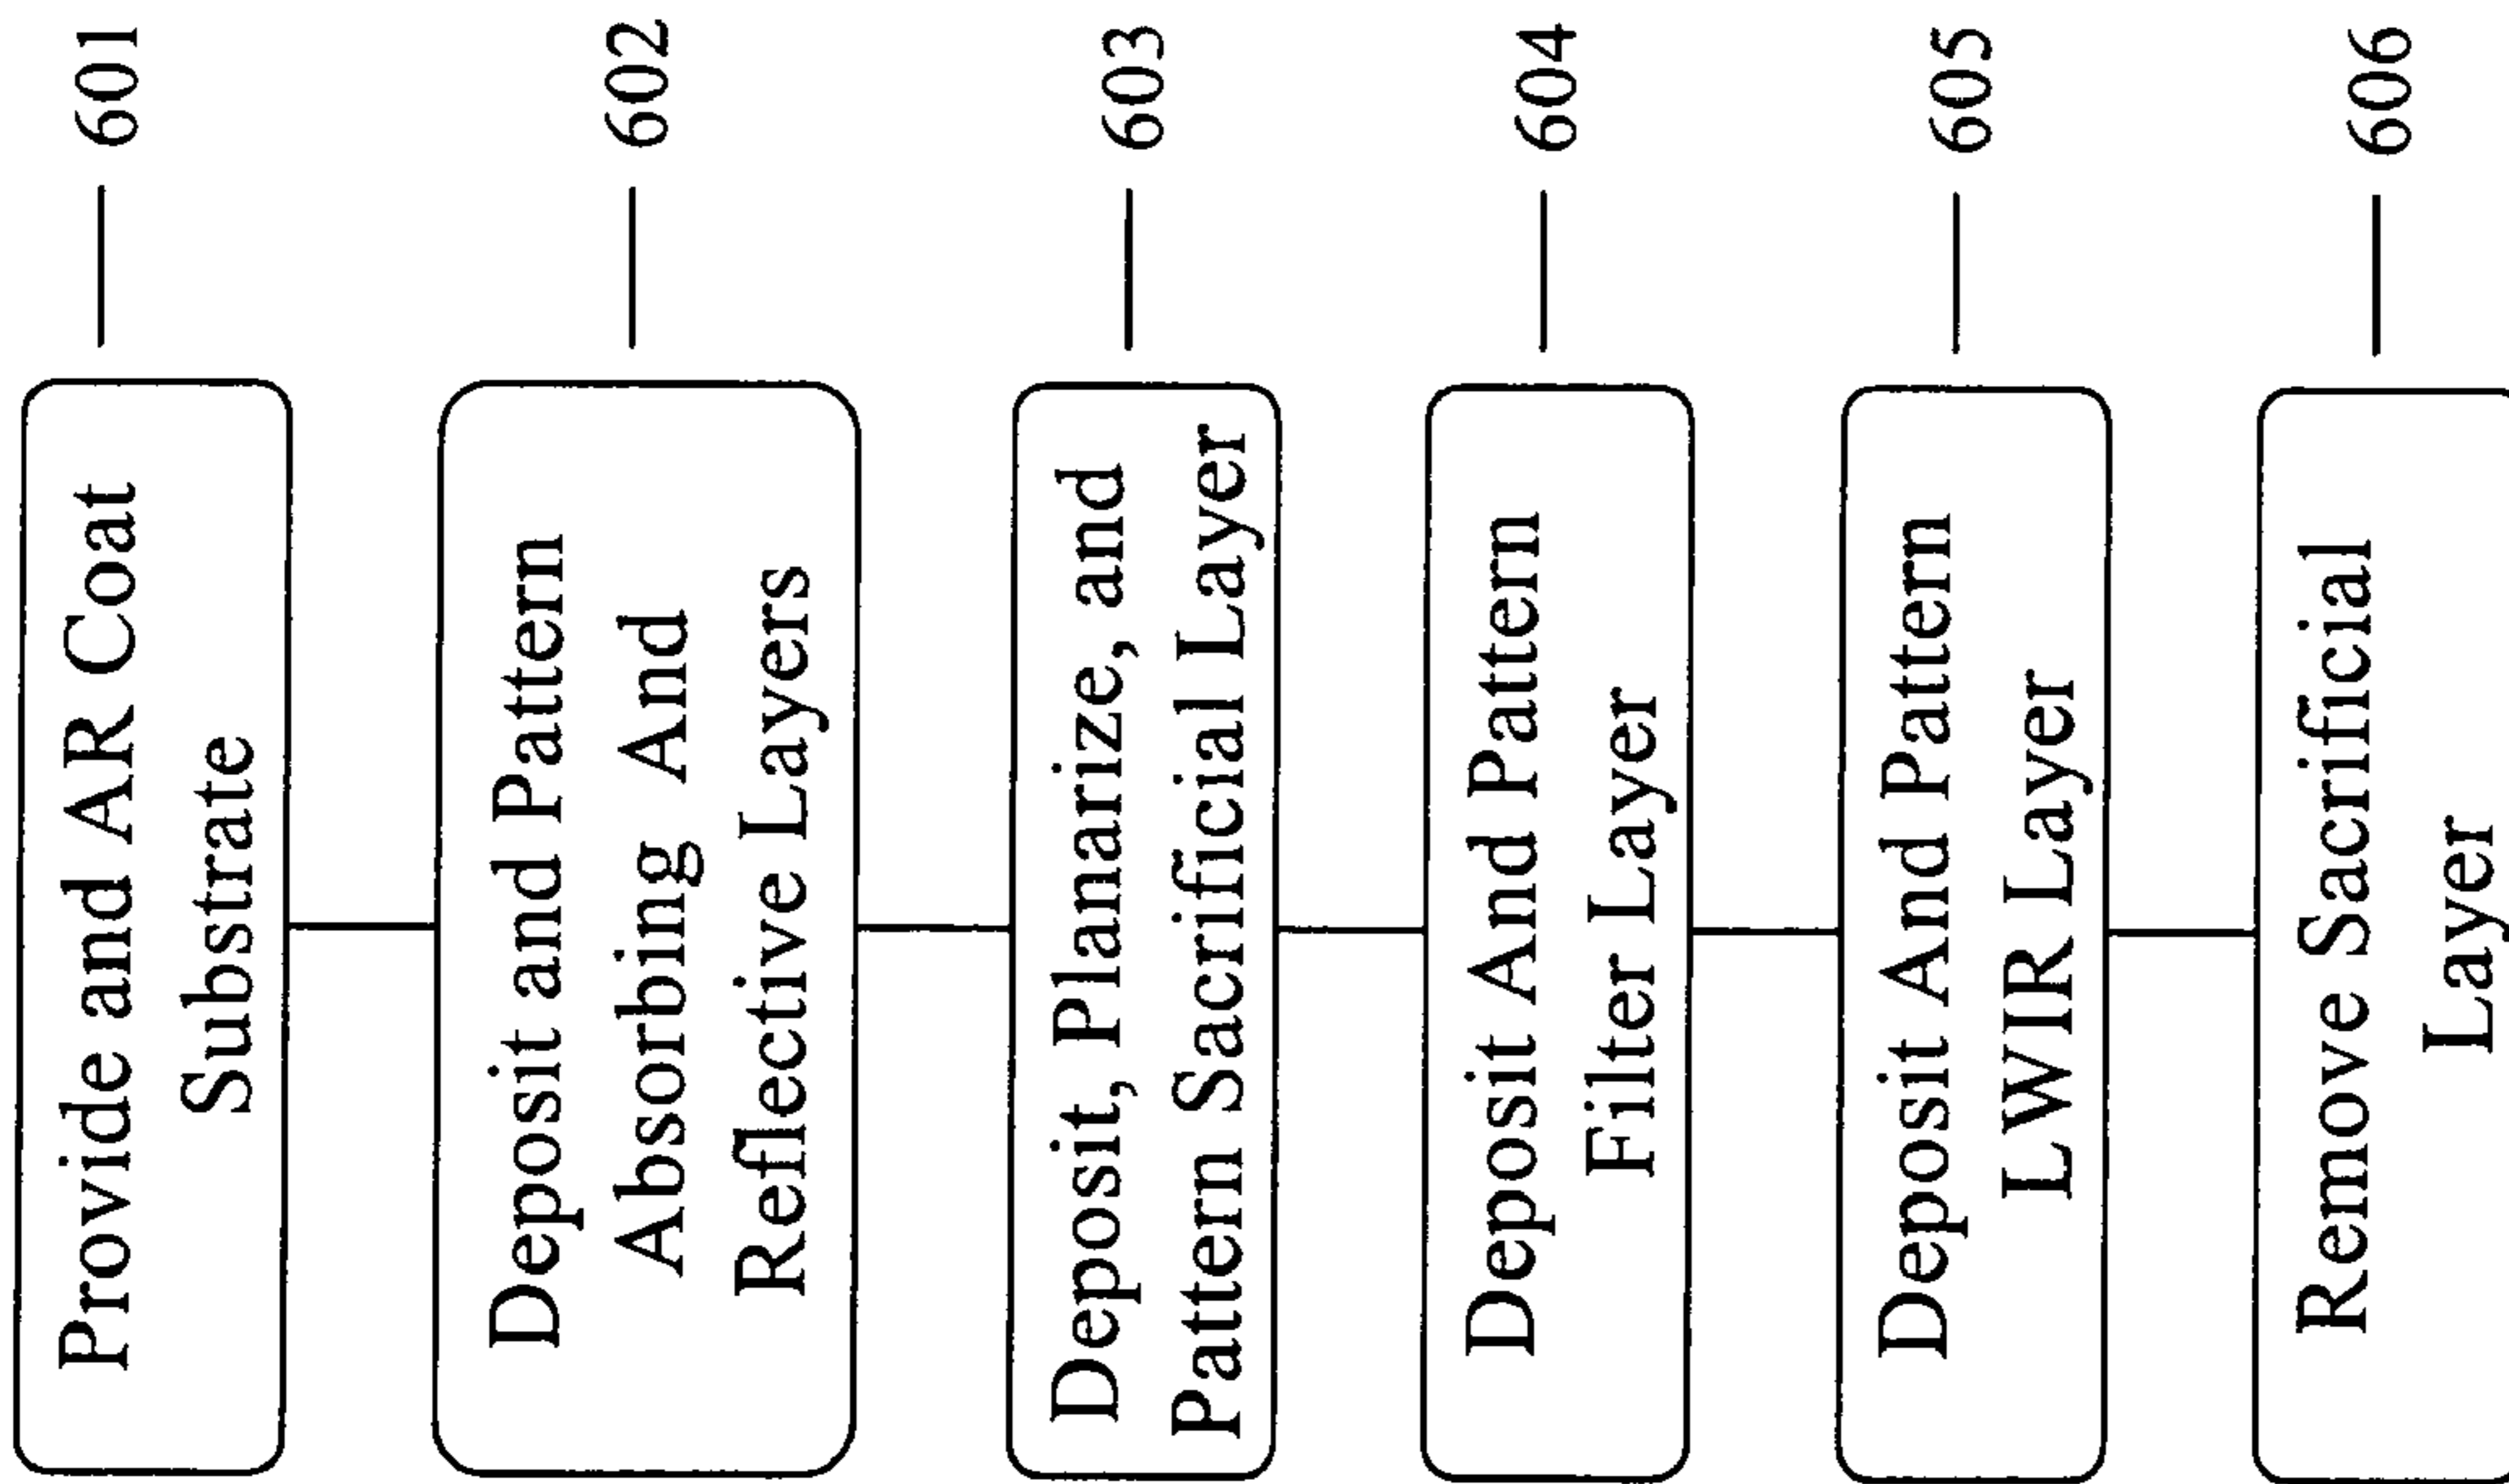 Provide and AR Coat
Substrate
601
Deposit and Pattern
Absorbing And
Reflective Layers
602
Deposit, Planarize, and
Pattern Sacrificial Layer
603
Deposit And Pattern
Filter Layer
604
Deposit And Pattern
LWIR Layer
605
Remove Sacrificial
Layer
606